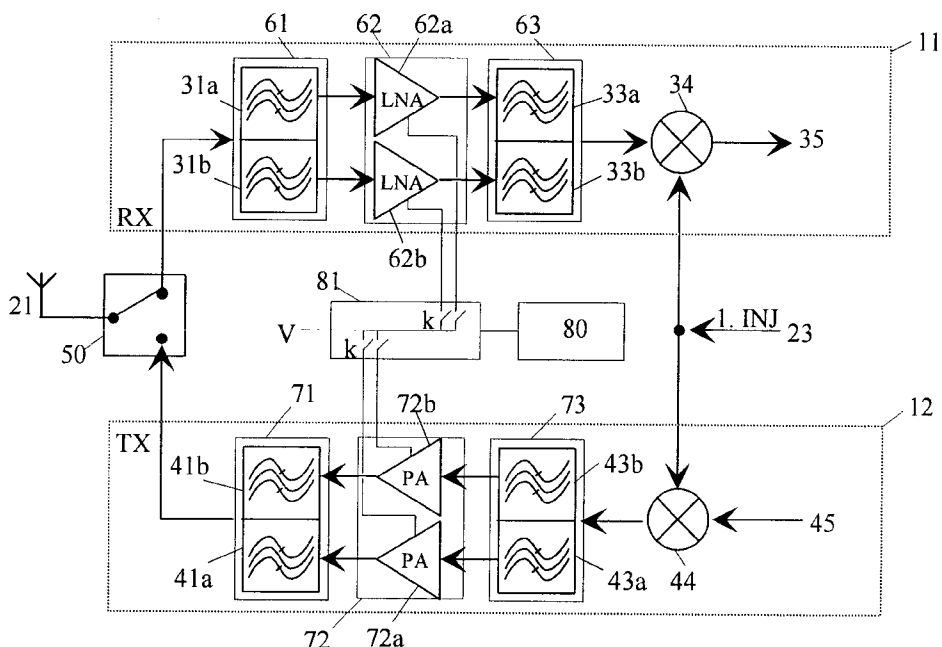 61 62 62a 63 11
31a LNA 33a 34
35
31b LNA 33b
RX 62b
81
21 k 1. INJ
V 80 23
50 k
71 72b 73 12
TX
41b PA 43b
45
41a PA 43a 44
72 72a